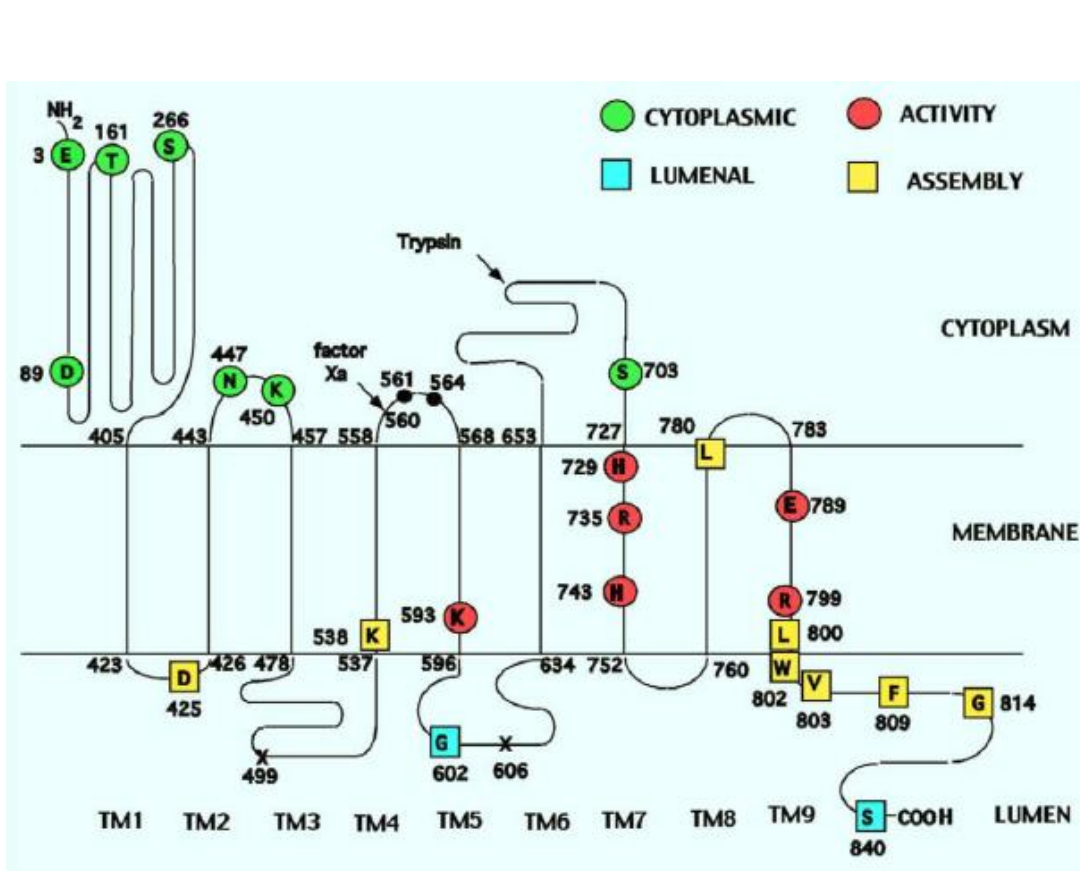 NH2
3 E
161
T
266
S
CYTOPLASMIC
ACTIVITY
LUMENAL
ASSEMBLY
Trypsin
CYTOPLASM
89 D
447
N
K
450
factor
Xa
561
564
560
S 703
405
443
457
558
568
653
727
780
783
L
729 H
735 R
743 H
E 789
MEMBRANE
593 K
538 K
R 799
L 800
423
426
478
537
596
634
752
760
W
802
D
425
V
803
F
809
G 814
X
499
G
602
X
606
TM1
TM2
TM3
TM4
TM5
TM6
TM7
TM8
TM9
S COOH
840
LUMEN